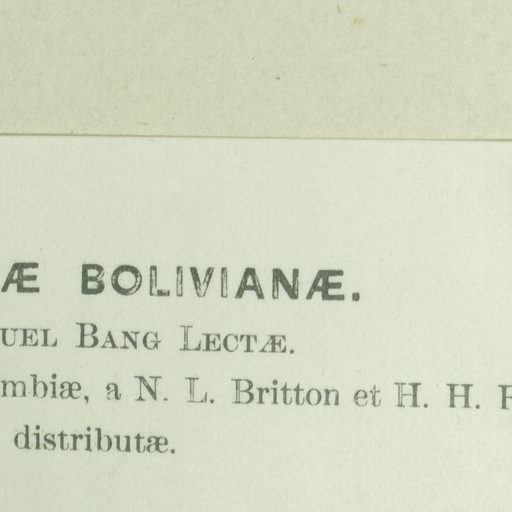 Æ BOLIVIANÆ.
UEL BANG LECTÆ.
mbiæ, a N. L. Britton et H. H. R
distributæ.